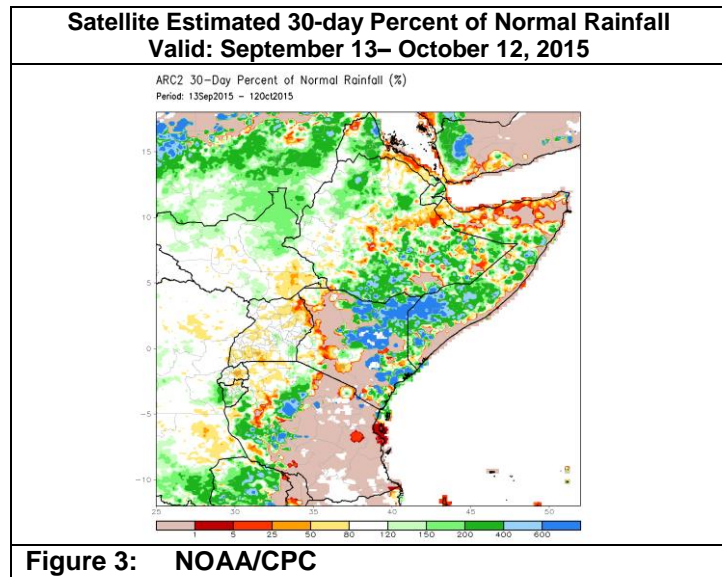 Satellite Estimated 30-day Percent of Normal Rainfall
Valid: September 13– October 12, 2015
ARC2 30-Day Percent of Normal Rainfall (%)
Period: 13Sep2015 – 12Oct2015
15
10
5
0
-5
-10
25 30 35 40 45 50
1 5 25 50 80 120 150 200 400 600
Figure 3: NOAA/CPC